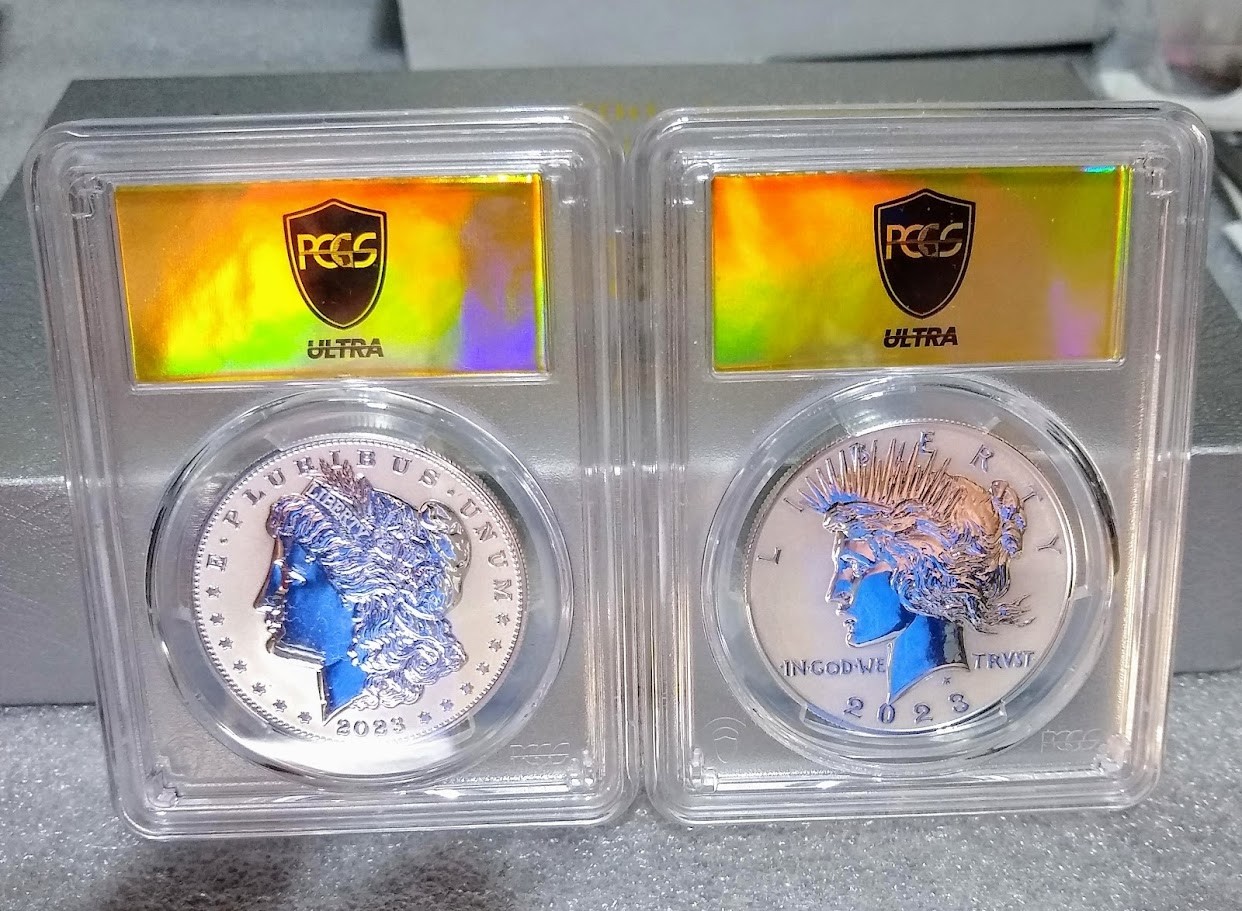 PCGS
ULTRA
E·PLURIBUS·UNUM
LIBERTY
2023
PCGS
PCGS
ULTRA
LIBERTY
IN·GOD·WE TRVST
2023
PCGS